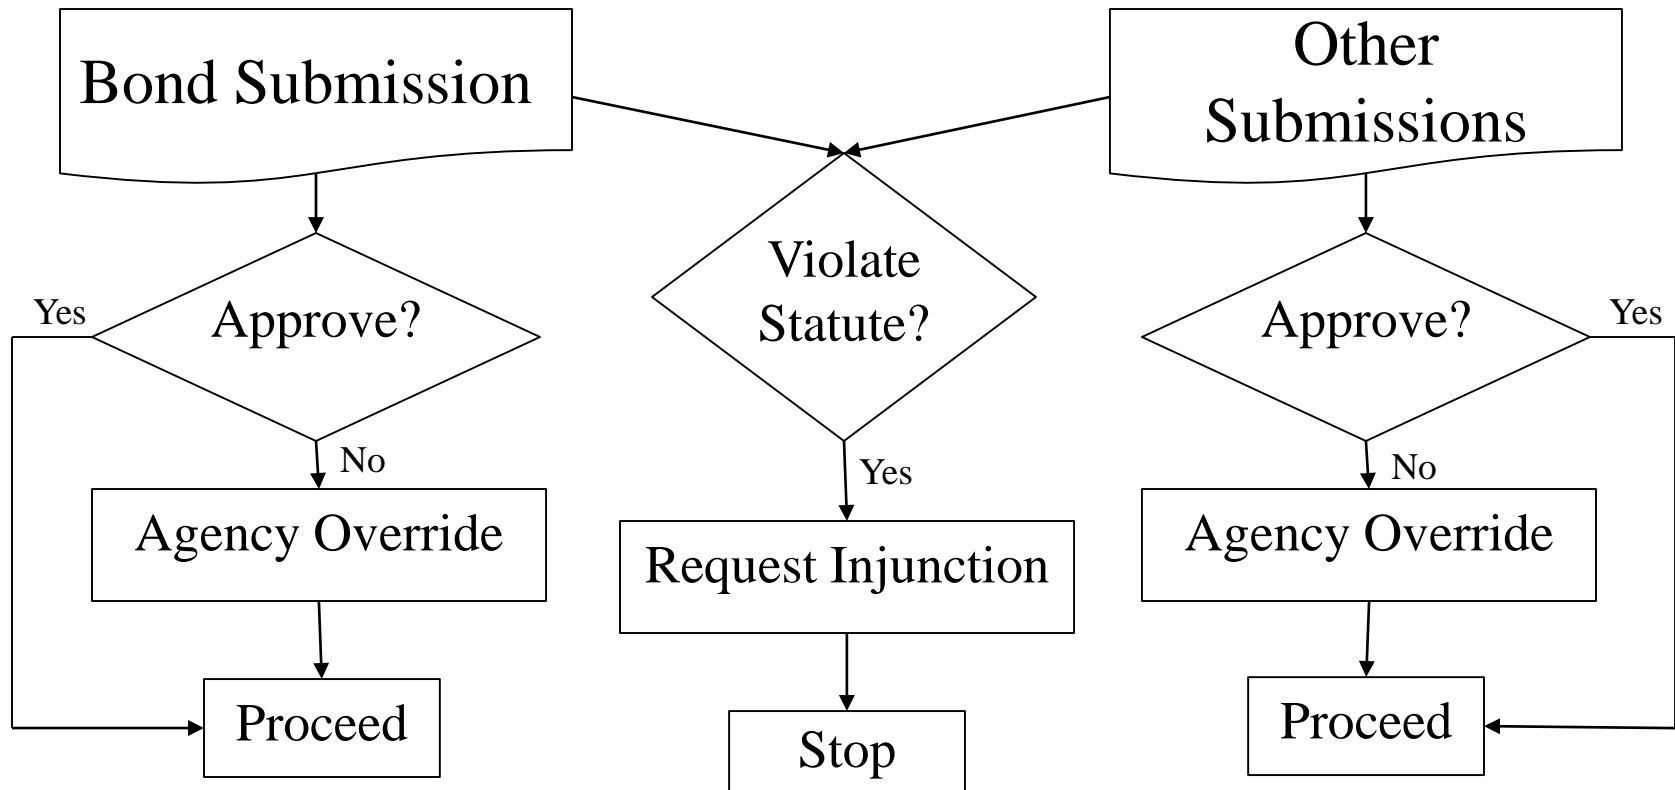 Bond Submission
Other
Submissions
Violate
Statute?
Yes
Approve?
Approve?
Yes
No
Yes
No
Agency Override
Request Injunction
Agency Override
Proceed
Stop
Proceed